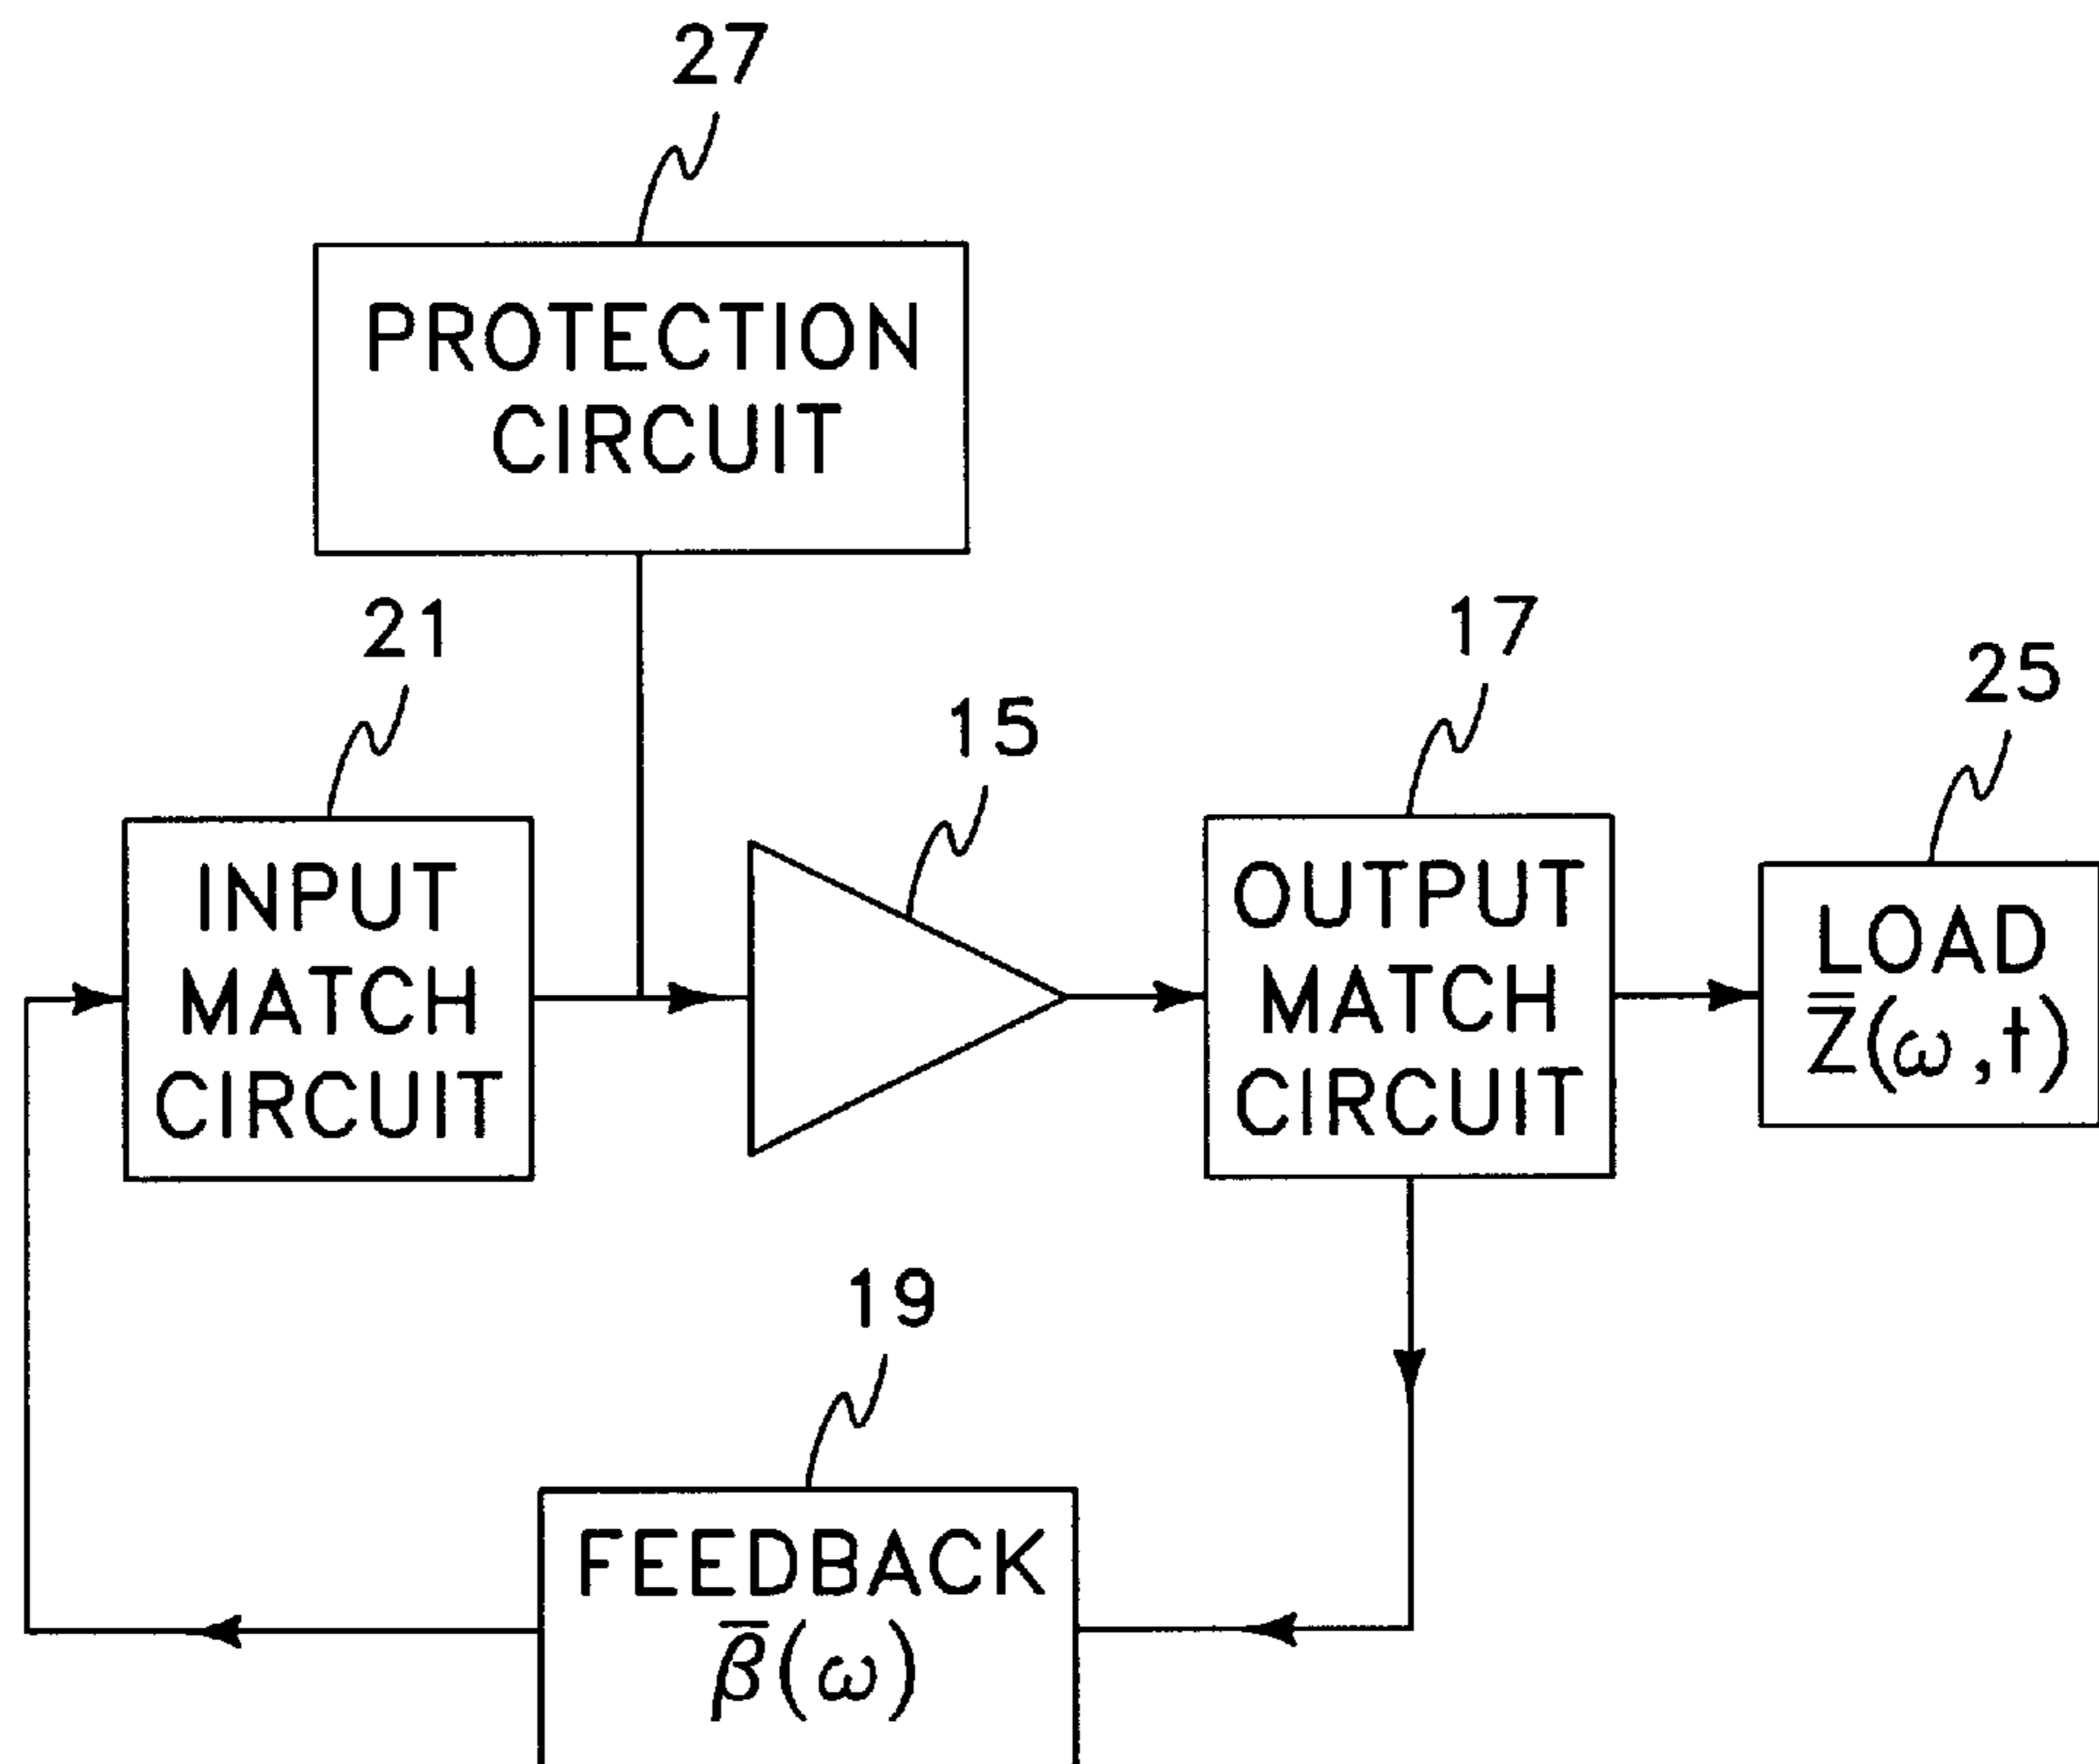 27
PROTECTION
CIRCUIT
21
15
17
25
INPUT
MATCH
CIRCUIT
OUTPUT
MATCH
CIRCUIT
LOAD
Z̿(ω,t)
19
FEEDBACK
β̅(ω)